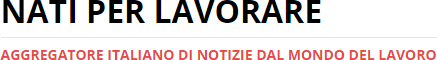 NATI PER LAVORARE
AGGREGATORE ITALIANO DI NOTIZIE DAL MONDO DEL LAVORO